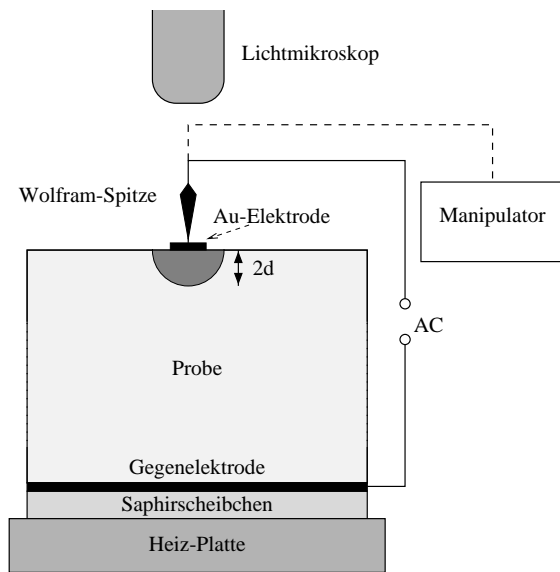 Lichtmikroskop
Wolfram-Spitze
Au-Elektrode
Manipulator
2d
AC
Probe
Gegenelektrode
Saphirscheibchen
Heiz-Platte